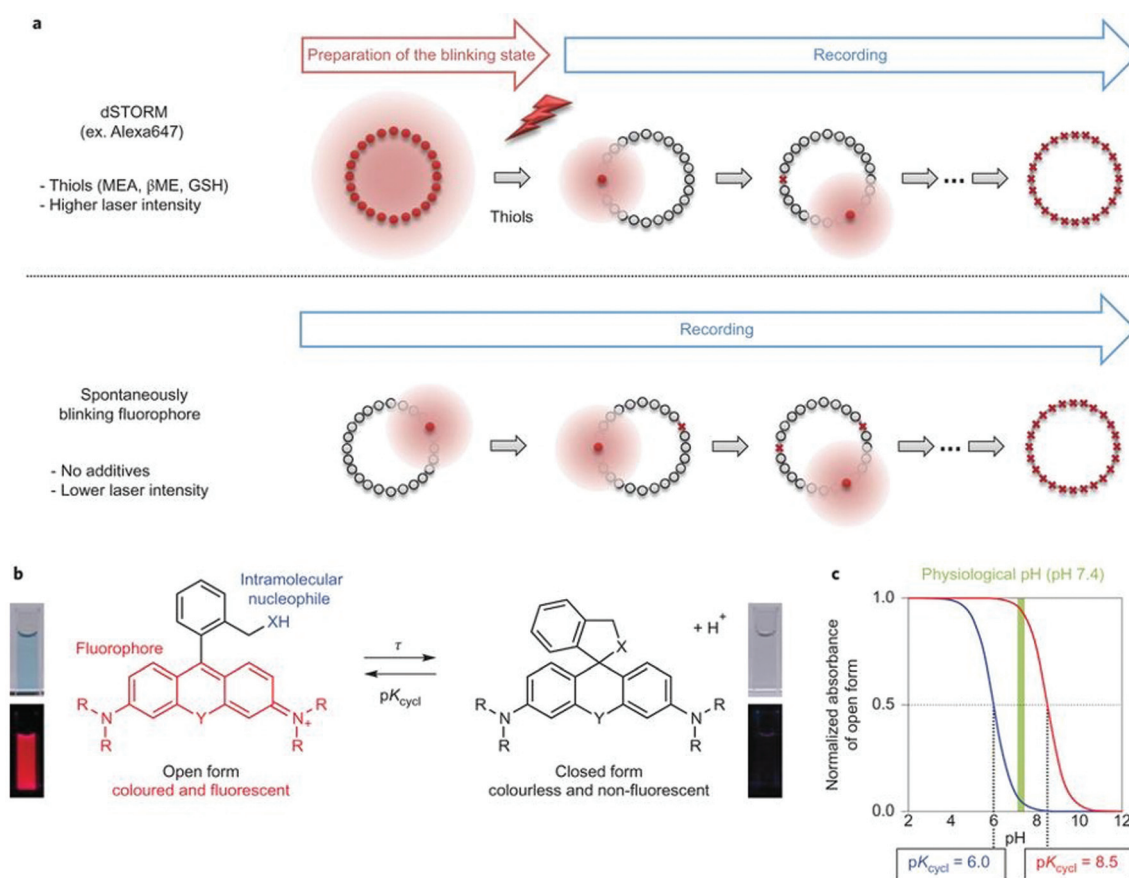 a
Preparation of the blinking state
Recording
dSTORM
(ex. Alexa647)
- Thiols (MEA, βME, GSH)
- Higher laser intensity
Thiols
...
Recording
Spontaneously
blinking fluorophore
- No additives
- Lower laser intensity
...
b
Intramolecular
nucleophile
XH
Fluorophore
R
N
R
Y
N+
R
R
Open form
coloured and fluorescent
τ
pKcycl
X
+ H+
R
N
R
Y
N
R
R
Closed form
colourless and non-fluorescent
c
Physiological pH (pH 7.4)
Normalized absorbance
of open form
1.0
0.5
0.0
2
4
6
8
10
12
pH
pKcycl = 6.0
pKcycl = 8.5